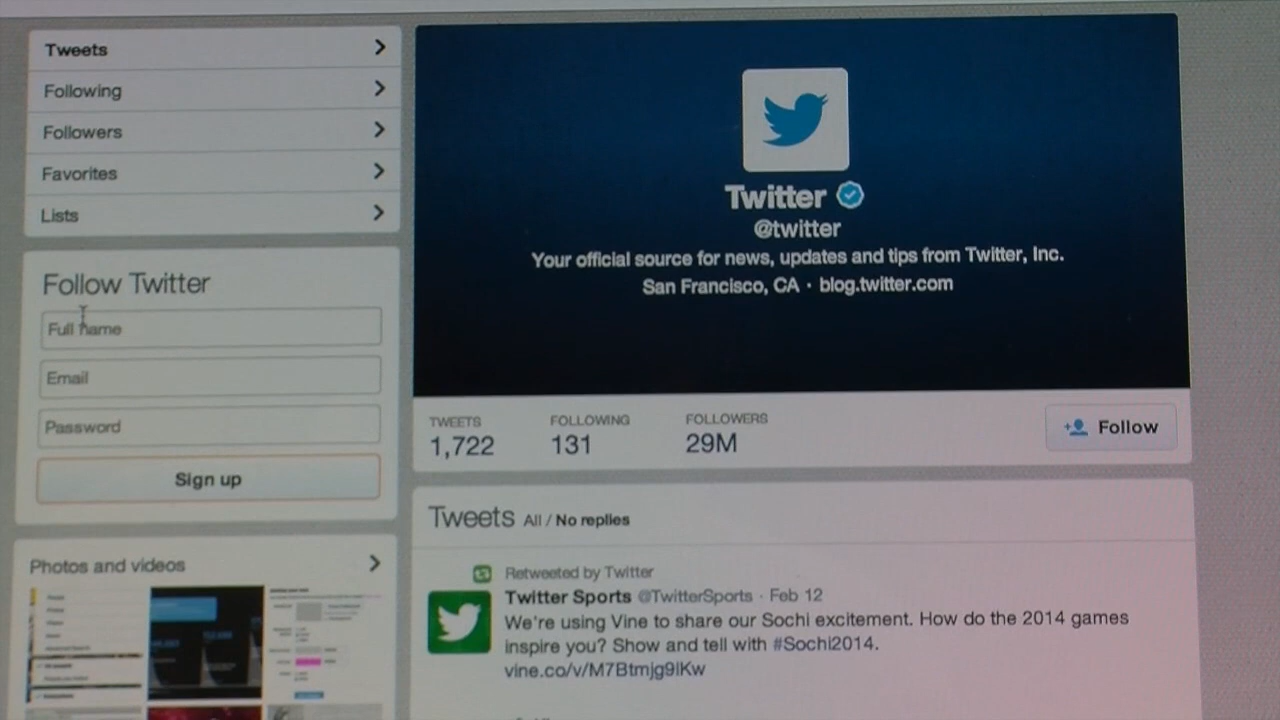 Tweets
Following
Followers
Favorites
Lists
Follow Twitter
Full name
Email
Password
Sign up
Photos and videos
Twitter
@twitter
Your official source for news, updates and tips from Twitter, Inc.
San Francisco, CA · blog.twitter.com
TWEETS
1,722
FOLLOWING
131
FOLLOWERS
29M
Follow
Tweets All / No replies
Retweeted by Twitter
Twitter Sports @TwitterSports · Feb 12
We're using Vine to share our Sochi excitement. How do the 2014 games
inspire you? Show and tell with #Sochi2014.
vine.co/v/M7Btmjg9lKw